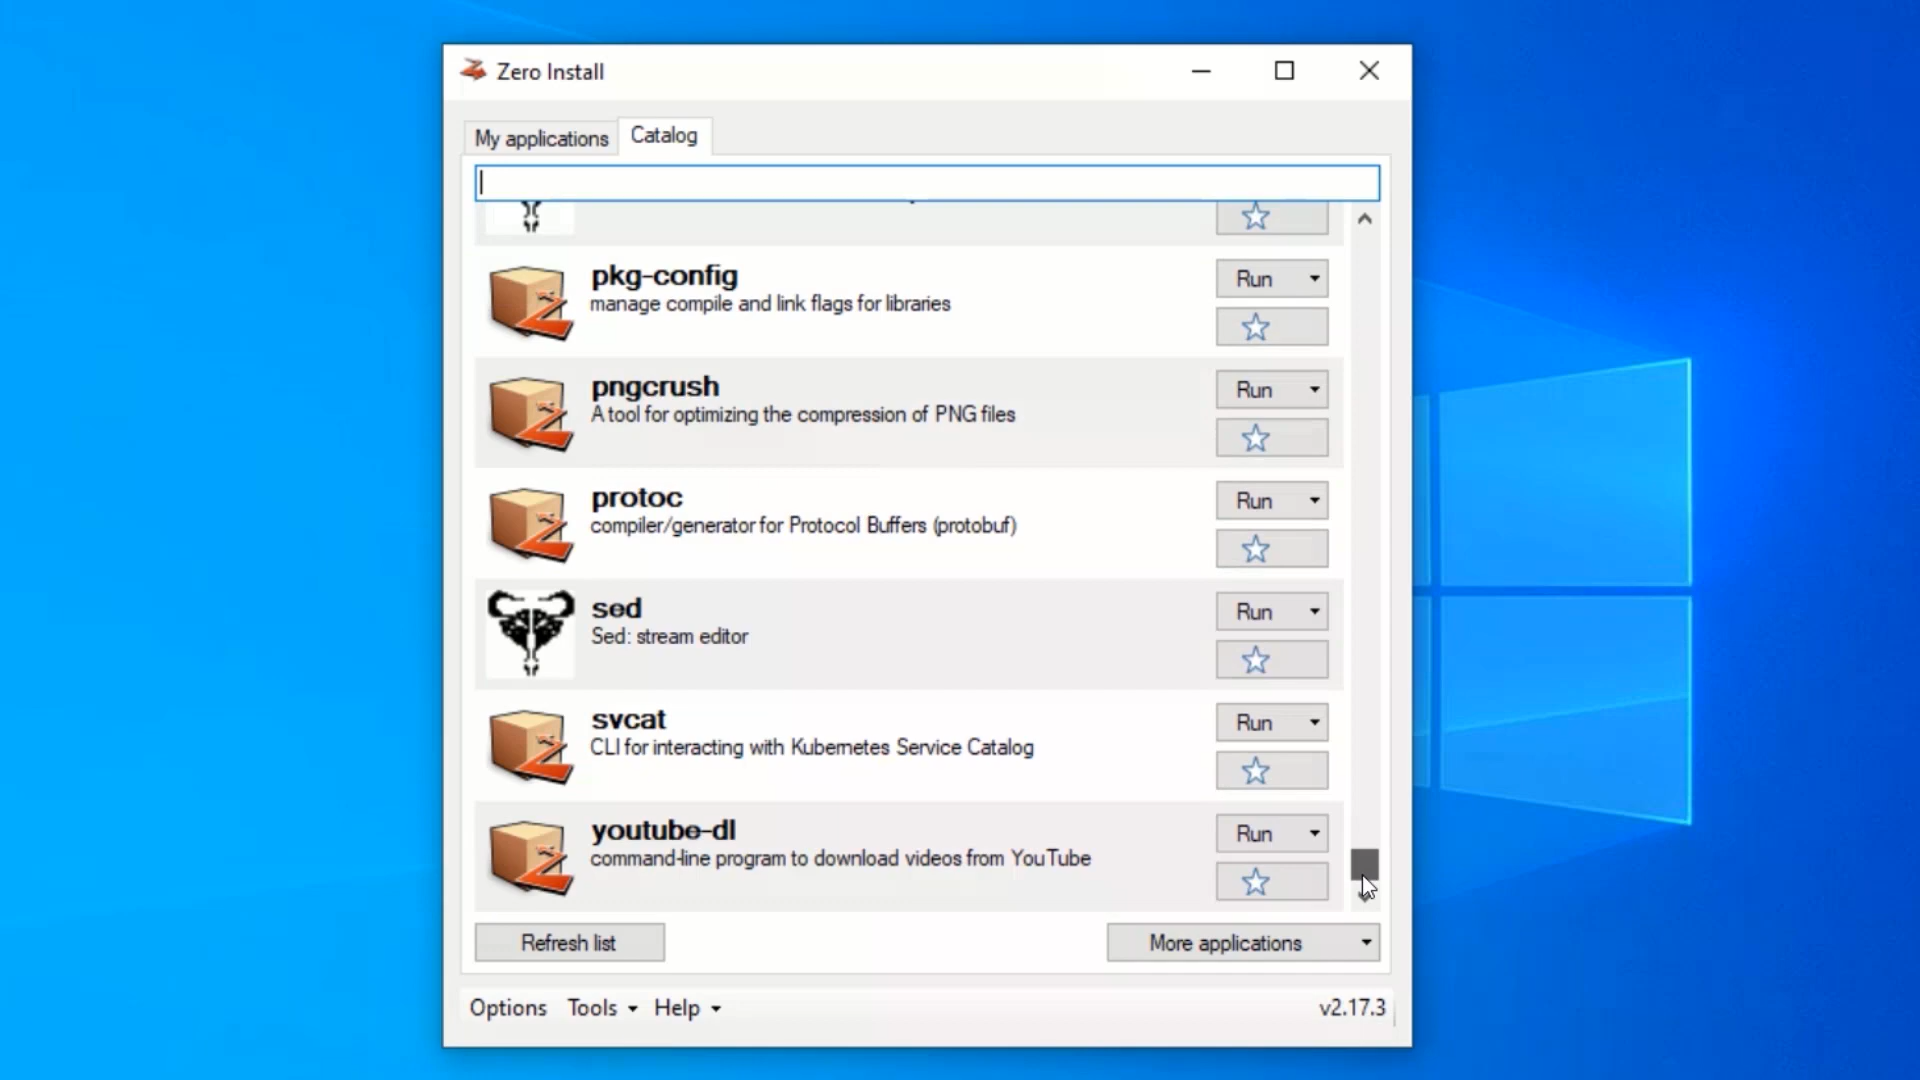 Zero Install
My applications
Catalog
pkg-config
manage compile and link flags for libraries
Run
pngcrush
A tool for optimizing the compression of PNG files
Run
protoc
compiler/generator for Protocol Buffers (protobuf)
Run
sed
Sed: stream editor
Run
svcat
CLI for interacting with Kubernetes Service Catalog
Run
youtube-dl
command-line program to download videos from YouTube
Run
Refresh list
More applications
Options Tools Help
v2.17.3